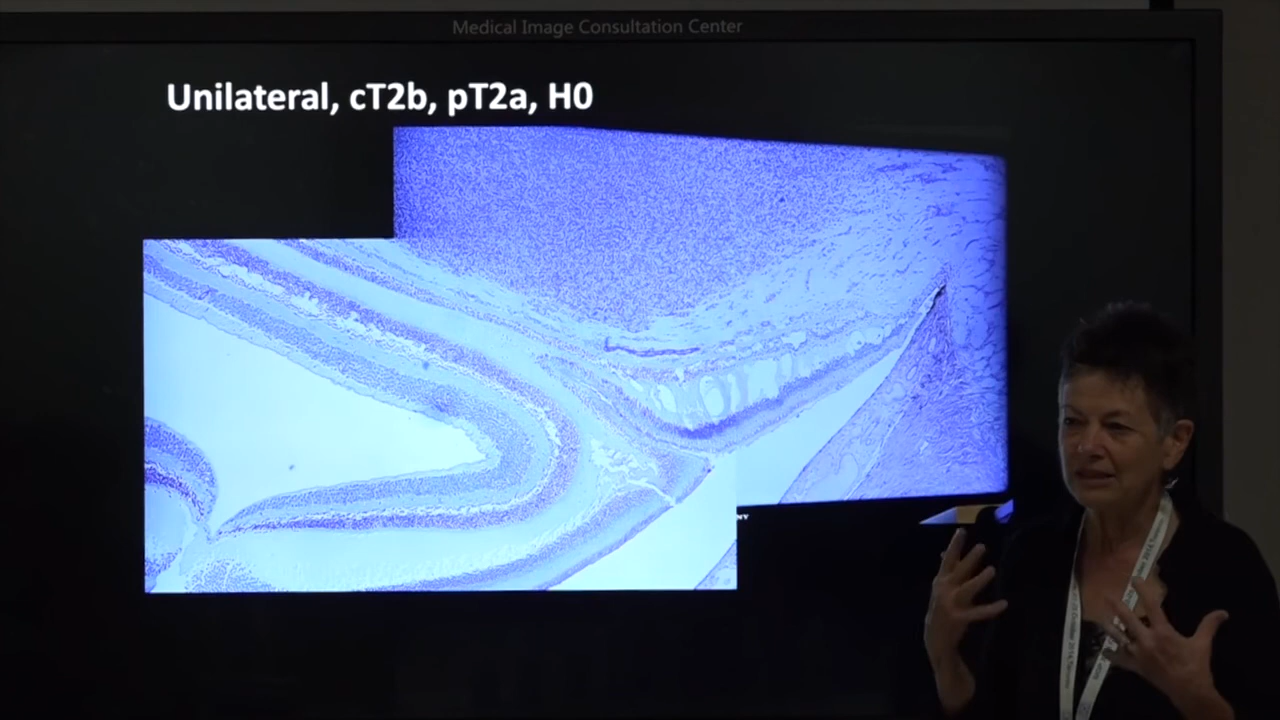 Medical Image Consultation Center
Unilateral, cT2b, pT2a, H0